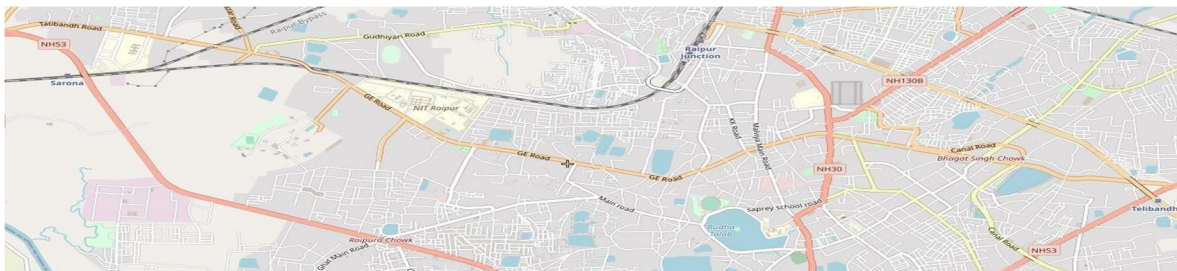 Tatibandh Road
Raipur Bypass
Gudhiyari Road
NH53
Sarona
Raipur
Junction
NH130B
GE Road
NIT Raipur
KK Road
Malviya Main Road
GE Road
GE Road
Canal Road
Bhagat Singh Chowk
NH30
Main road
Saprey school road
Telibandh
Budha
Talab
Raipura Chowk
Ghat Main Road
Canal Road
NH53